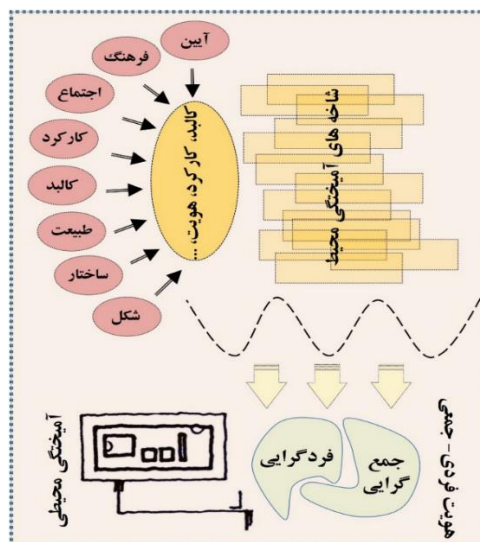 آیین
فرهنگ
اجتماع
کارکرد
کالبد
طبیعت
ساختار
شکل
کالبد، کارکرد، هویت، ...
شاخه های آمیختگی محیط
هویت فردی- جمعی
جمع
گرایی
فردگرایی
آمیختگی محیطی